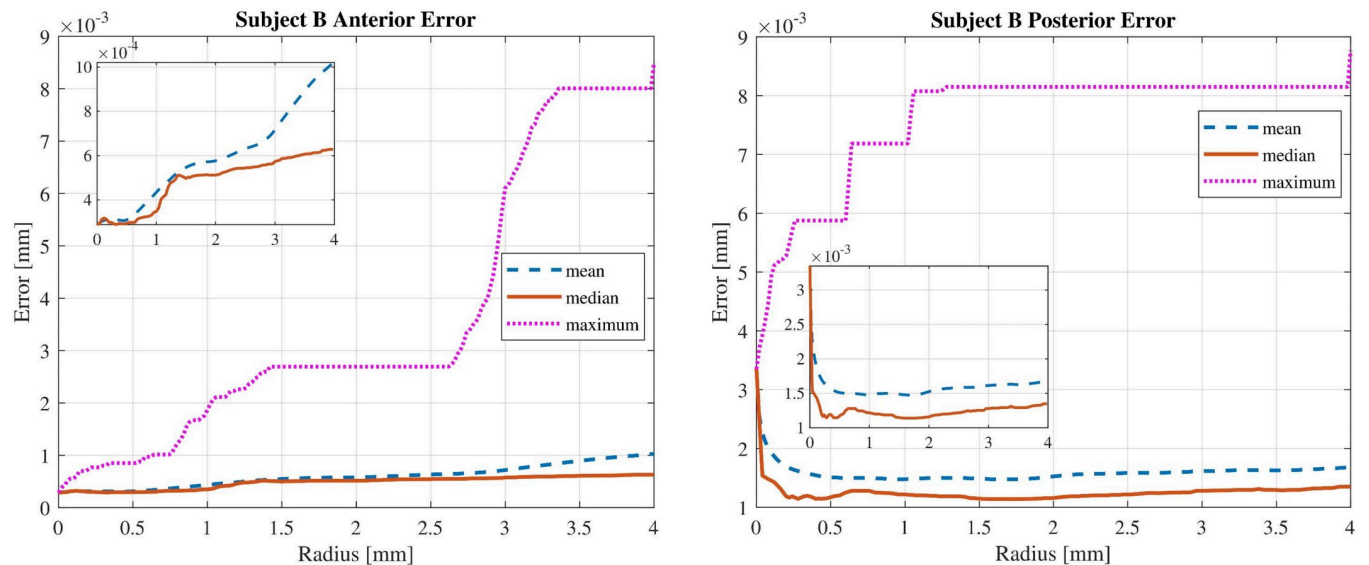 Subject B Anterior Error
×10⁻³
9
8
7
6
5
4
3
2
1
0
Error [mm]
0 0.5 1 1.5 2 2.5 3 3.5 4
Radius [mm]
×10⁻⁴
10
8
6
4
0 1 2 3 4
mean
median
maximum
Subject B Posterior Error
×10⁻³
9
8
7
6
5
4
3
2
1
Error [mm]
0 0.5 1 1.5 2 2.5 3 3.5 4
Radius [mm]
mean
median
maximum
×10⁻³
3
2.5
2
1.5
1
0 1 2 3 4